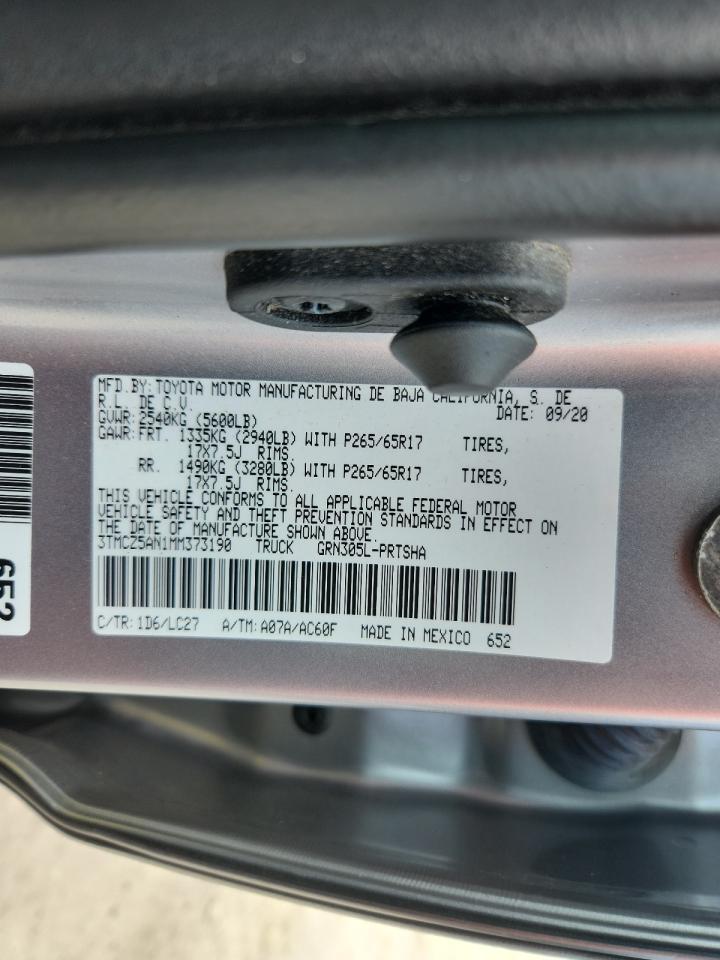 MFD.BY:TOYOTA MOTOR MANUFACTURING DE BAJA CALIFORNIA, S. DE
R.L. DE C.V. DATE: 09/20
GVWR:2540KG (5600LB)
GAWR:FRT. 1335KG (2940LB) WITH P265/65R17 TIRES,
17X7.5J RIMS.
RR. 1490KG (3280LB) WITH P265/65R17 TIRES,
17X7.5J RIMS.
THIS VEHICLE CONFORMS TO ALL APPLICABLE FEDERAL MOTOR
VEHICLE SAFETY AND THEFT PREVENTION STANDARDS IN EFFECT ON
THE DATE OF MANUFACTURE SHOWN ABOVE.
3TMCZ5AN1MM373190 TRUCK GRN305L-PRTSHA
C/TR:1D6/LC27 A/TM:A07A/AC60F MADE IN MEXICO 652
652